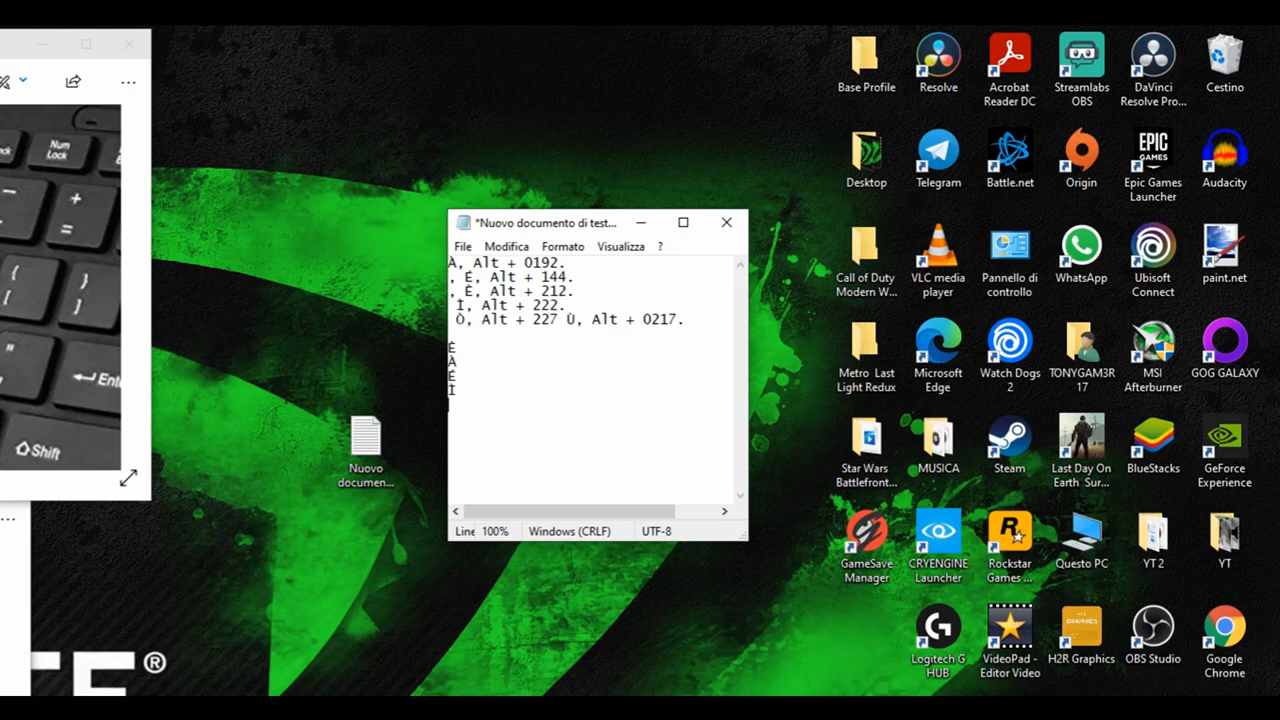 Num
Lock
+
=
{
[
}
]
Enter
Shift
®
*Nuovo documento di test...
File Modifica Formato Visualizza ?
À, Alt + 0192.
, É, Alt + 144.
, È, Alt + 212.
Ì, Alt + 222.
Ò, Alt + 227 Ù, Alt + 0217.
È
À
É
Ì
Line 100% Windows (CRLF) UTF-8
Nuovo
documen...
Base Profile
Resolve
Acrobat
Reader DC
Streamlabs
OBS
DaVinci
Resolve Pro...
Cestino
Desktop
Telegram
Battle.net
Origin
EPIC
GAMES
Epic Games
Launcher
Audacity
Call of Duty
Modern W...
VLC media
player
Pannello di
controllo
WhatsApp
Ubisoft
Connect
paint.net
Metro Last
Light Redux
Microsoft
Edge
Watch Dogs
2
TONYGAM3R
17
MSI
Afterburner
GOG GALAXY
Star Wars
Battlefront...
MUSICA
Steam
Last Day On
Earth Sur...
BlueStacks
GeForce
Experience
GameSave
Manager
CRYENGINE
Launcher
Rockstar
Games ...
Questo PC
YT 2
YT
Logitech G
HUB
VideoPad -
Editor Video
H2R Graphics
OBS Studio
Google
Chrome